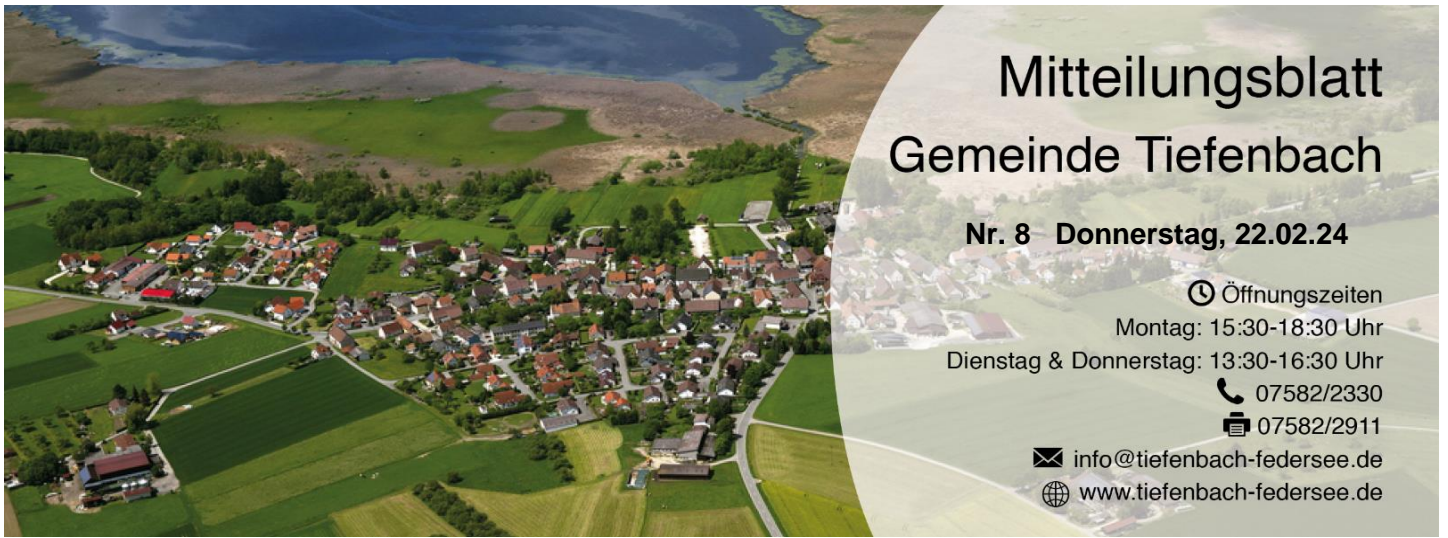 Mitteilungsblatt
Gemeinde Tiefenbach
Nr. 8 Donnerstag, 22.02.24
Öffnungszeiten
Montag: 15:30-18:30 Uhr
Dienstag & Donnerstag: 13:30-16:30 Uhr
07582/2330
07582/2911
info@tiefenbach-federsee.de
www.tiefenbach-federsee.de